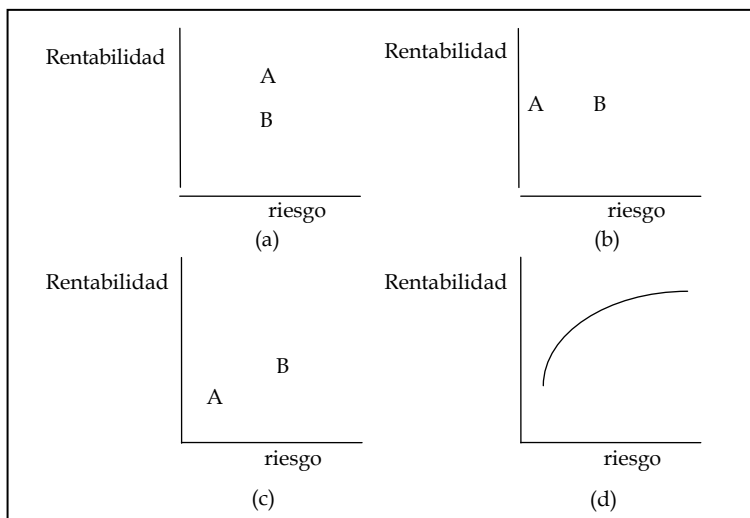 Rentabilidad
A
B
riesgo
(a)
Rentabilidad
A B
riesgo
(b)
Rentabilidad
B
A
riesgo
(c)
Rentabilidad
riesgo
(d)